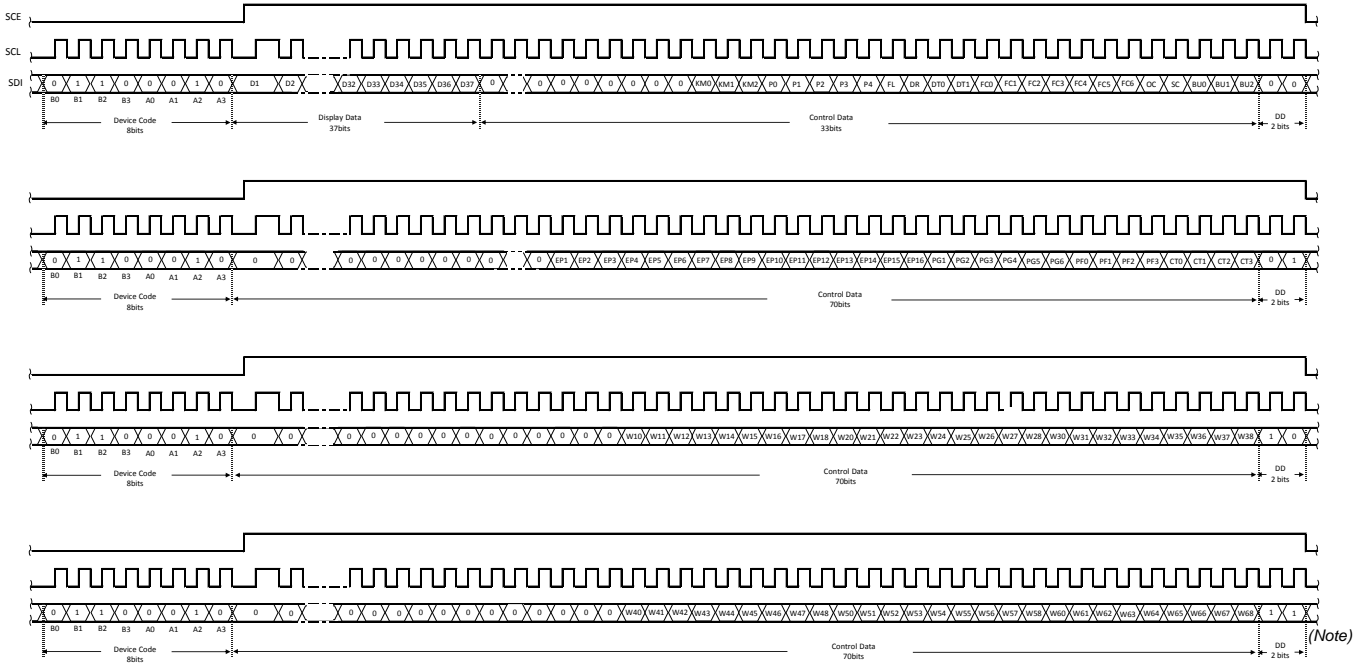 SCE
SCL
SDI 0 1 1 0 0 0 1 0 D1 D2 D32 D33 D34 D35 D36 D37 0 0 0 0 0 0 0 0 KM0 KM1 KM2 P0 P1 P2 P3 P4 FL DR DT0 DT1 FC0 FC1 FC2 FC3 FC4 FC5 FC6 OC SC BU0 BU1 BU2 0 0
B0 B1 B2 B3 A0 A1 A2 A3
Device Code Display Data Control Data DD
8bits 37bits 33bits 2 bits
0 1 1 0 0 0 1 0 0 0 0 0 0 0 0 0 0 0 EP1 EP2 EP3 EP4 EP5 EP6 EP7 EP8 EP9 EP10 EP11 EP12 EP13 EP14 EP15 EP16 PG1 PG2 PG3 PG4 PG5 PG6 PF0 PF1 PF2 PF3 CT0 CT1 CT2 CT3 0 1
B0 B1 B2 B3 A0 A1 A2 A3
Device Code Control Data DD
8bits 70bits 2 bits
0 1 1 0 0 0 1 0 0 0 0 0 0 0 0 0 0 0 0 0 0 0 W10 W11 W12 W13 W14 W15 W16 W17 W18 W20 W21 W22 W23 W24 W25 W26 W27 W28 W30 W31 W32 W33 W34 W35 W36 W37 W38 1 0
B0 B1 B2 B3 A0 A1 A2 A3
Device Code Control Data DD
8bits 70bits 2 bits
0 1 1 0 0 0 1 0 0 0 0 0 0 0 0 0 0 0 0 0 0 0 W40 W41 W42 W43 W44 W45 W46 W47 W48 W50 W51 W52 W53 W54 W55 W56 W57 W58 W60 W61 W62 W63 W64 W65 W66 W67 W68 1 1
B0 B1 B2 B3 A0 A1 A2 A3
(Note)
Device Code Control Data DD
8bits 70bits 2 bits